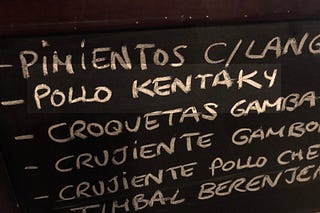 - PIMIENTOS C/LANG
- POLLO KENTAKY
- CROQUETAS GAMBA
- CRUJIENTE GAMBO
- CRUJIENTE POLLO CHE
TIMBAL BERENJE